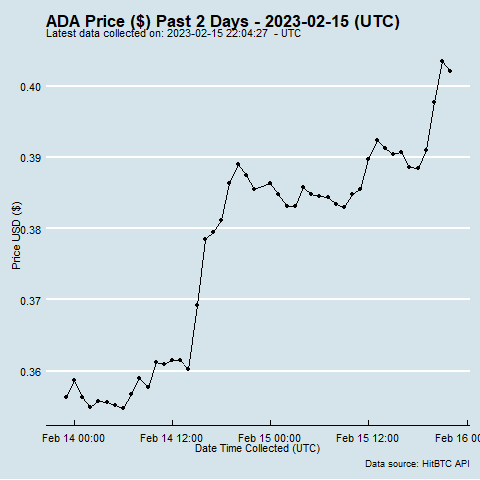 ADA Price ($) Past 2 Days - 2023-02-15 (UTC)
Latest data collected on: 2023-02-15 22:04:27 - UTC
0.40
0.39
0.38
0.37
0.36
Price USD ($)
Feb 14 00:00
Feb 14 12:00
Feb 15 00:00
Feb 15 12:00
Feb 16 00
Date Time Collected (UTC)
Data source: HitBTC API